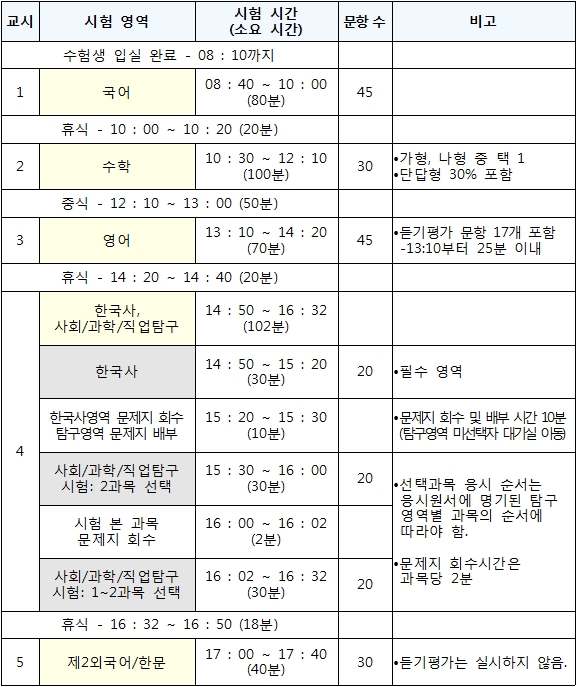 교시
시험 영역
시험 시간
(소요 시간)
문항 수
비고
수험생 입실 완료 - 08 : 10까지
1
국어
08 : 40 ~ 10 : 00
(80분)
45
휴식 - 10 : 00 ~ 10 : 20 (20분)
2
수학
10 : 30 ~ 12 : 10
(100분)
30
•가형, 나형 중 택 1
•단답형 30% 포함
중식 - 12 : 10 ~ 13 : 00 (50분)
3
영어
13 : 10 ~ 14 : 20
(70분)
45
•듣기평가 문항 17개 포함
-13:10부터 25분 이내
휴식 - 14 : 20 ~ 14 : 40 (20분)
4
한국사,
사회/과학/직업탐구
14 : 50 ~ 16 : 32
(102분)
한국사
14 : 50 ~ 15 : 20
(30분)
20
•필수 영역
한국사영역 문제지 회수
탐구영역 문제지 배부
15 : 20 ~ 15 : 30
(10분)
•문제지 회수 및 배부 시간 10분
(탐구영역 미선택자 대기실 이동)
사회/과학/직업탐구
시험: 2과목 선택
15 : 30 ~ 16 : 00
(30분)
20
•선택과목 응시 순서는
응시원서에 명기된 탐구
영역별 과목의 순서에
따라야 함.
•문제지 회수시간은
과목당 2분
시험 본 과목
문제지 회수
16 : 00 ~ 16 : 02
(2분)
사회/과학/직업탐구
시험: 1~2과목 선택
16 : 02 ~ 16 : 32
(30분)
20
휴식 - 16 : 32 ~ 16 : 50 (18분)
5
제2외국어/한문
17 : 00 ~ 17 : 40
(40분)
30
•듣기평가는 실시하지 않음.